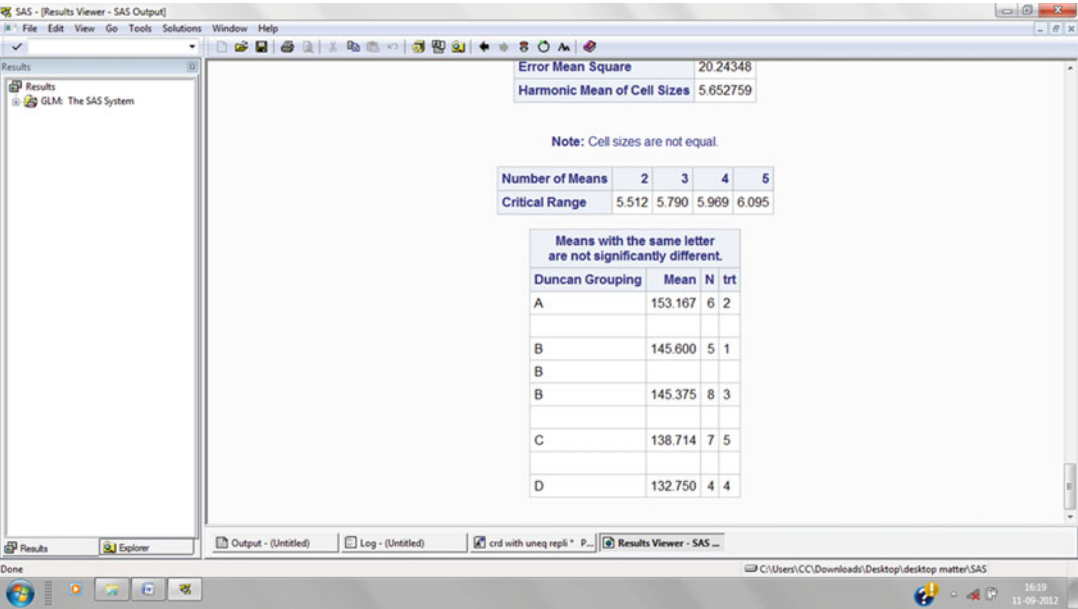 SAS - [Results Viewer - SAS Output]
File Edit View Go Tools Solutions Window Help
Results
Results
GLM: The SAS System
Error Mean Square 20.24348
Harmonic Mean of Cell Sizes 5.652759
Note: Cell sizes are not equal.
Number of Means 2 3 4 5
Critical Range 5.512 5.790 5.969 6.095
Means with the same letter
are not significantly different.
Duncan Grouping Mean N trt
A 153.167 6 2
B 145.600 5 1
B
B 145.375 8 3
C 138.714 7 5
D 132.750 4 4
Results Explorer
Output - (Untitled) Log - (Untitled) crd with uneq repli * P... Results Viewer - SAS ...
Done C:\Users\CC\Downloads\Desktop\desktop matter\SAS
16:19
11-09-2012